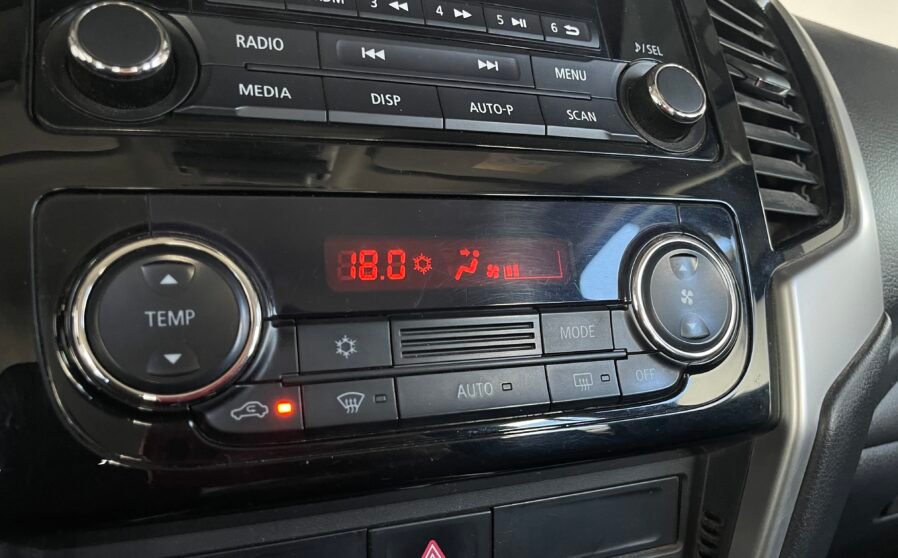 3
4
5
6
RADIO
MENU
SEL
MEDIA
DISP
AUTO-P
SCAN
18.0
TEMP
MODE
AUTO
OFF